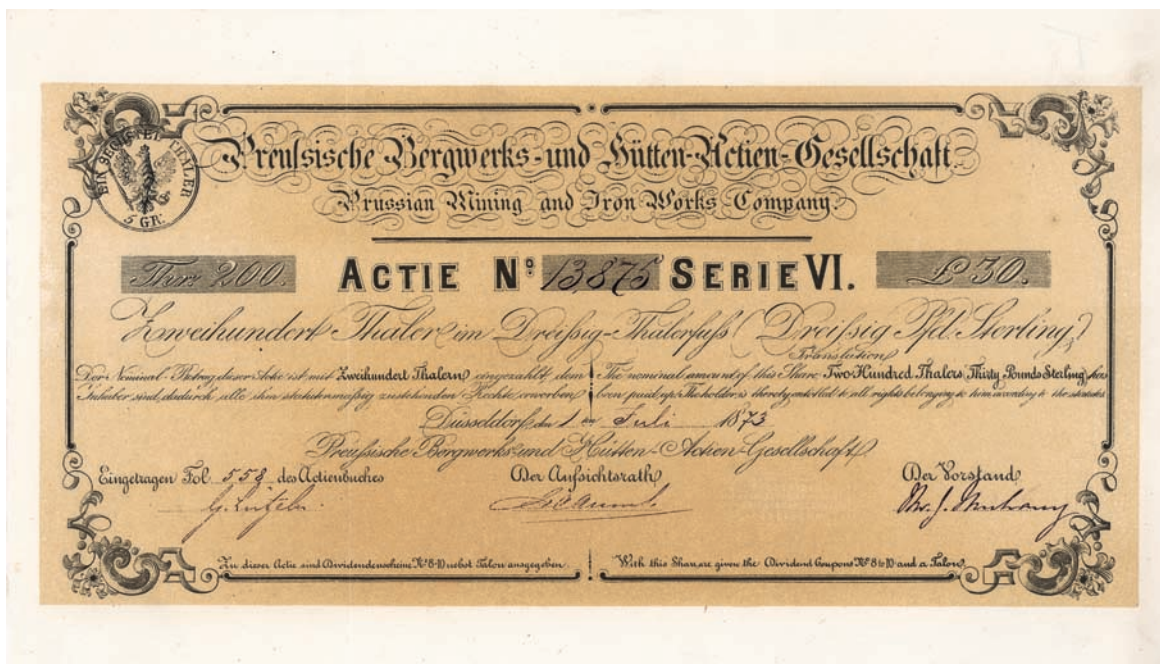 EIN SECHSTEL THALER
5 GR.
Preuſsische Bergwerks- und Hütten-Actien-Gesellschaft.
Prussian Mining and Iron Works Company.
Thr: 200.
ACTIE No: 13,875 SERIE VI.
£ 30.
Zweihundert Thaler im Dreiſsig-Thalerfuſs (Dreiſsig Pfd. Sterling.)
Translation
Der Nominal-Betrag dieser Actie ist mit Zweihundert Thalern eingezahlt, dem
Inhaber sind dadurch alle ihm statutenmäßig zustehenden Rechte erworben
The nominal amount of this Share Two Hundred Thalers, Thirty Pounds Sterling, has
been paid up. The holder is thereby entitled to all rights belonging to him according to the statutes
Düsseldorf den 1 ten Juli 1873
Preuſsische Bergwerks- und Hütten-Actien-Gesellschaft
Eingetragen Fol. 558 des Actienbuches
Der Aufsichtsrath
Der Vorstand
Zu dieser Actie sind Dividendenscheine No 8-10 nebst Talon ausgegeben.
With this Share are given the Dividend Coupons No 8 to 10 and a Talon.